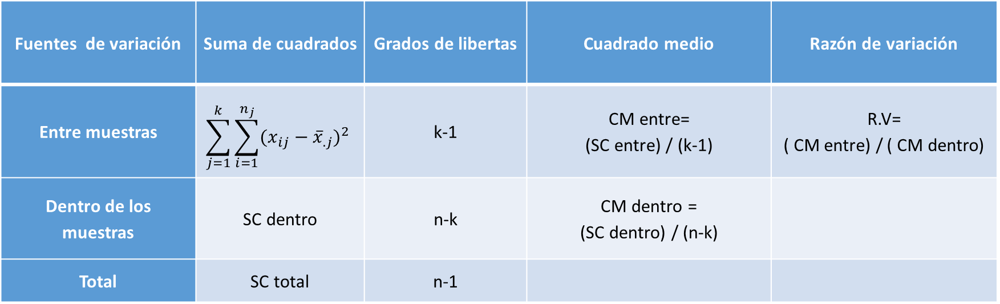 Fuentes  de variación
Suma de cuadrados
Grados de libertas
Cuadrado medio
Razón de variación
Entre muestras
$\sum_{j=1}^{k}\sum_{i=1}^{n_j}(x_{ij}-\bar{x}_{.j})^2$
k-1
CM entre=
(SC entre) / (k-1)
R.V=
( CM entre) / ( CM dentro)
Dentro de los
muestras
SC dentro
n-k
CM dentro =
(SC dentro) / (n-k)
Total
SC total
n-1